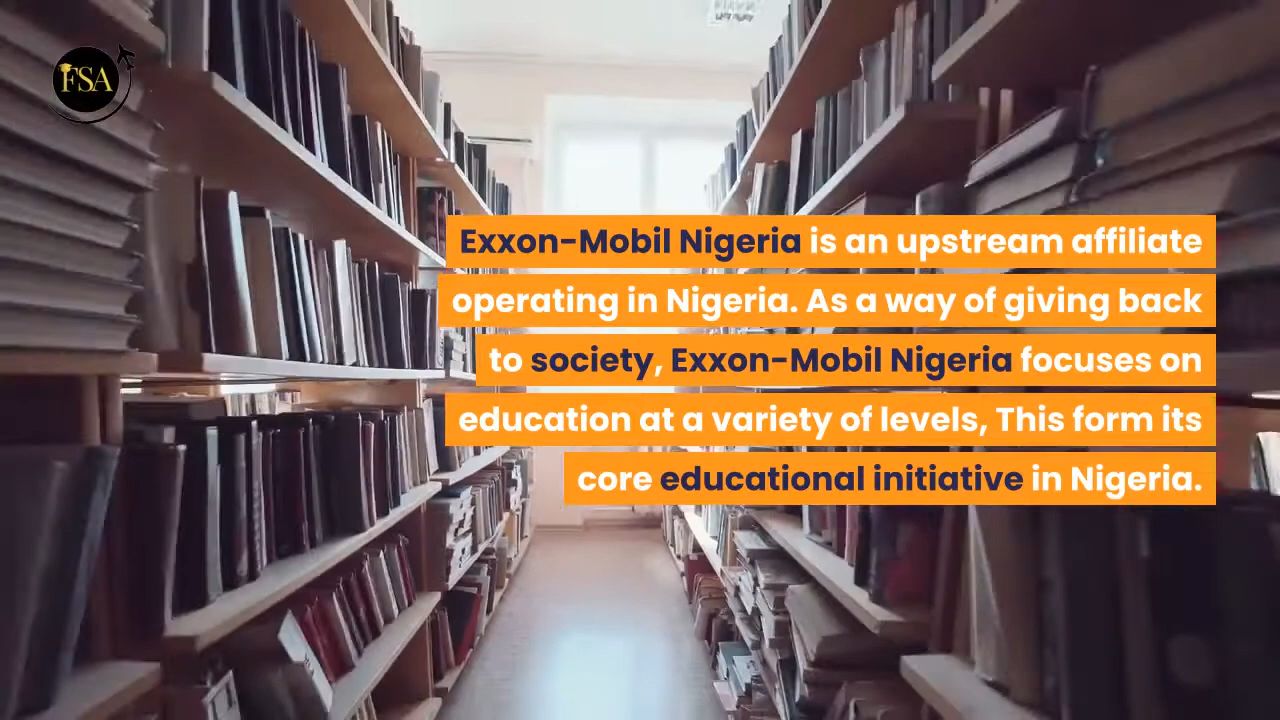 FSA
Exxon-Mobil Nigeria is an upstream affiliate
operating in Nigeria. As a way of giving back
to society, Exxon-Mobil Nigeria focuses on
education at a variety of levels, This form its
core educational initiative in Nigeria.